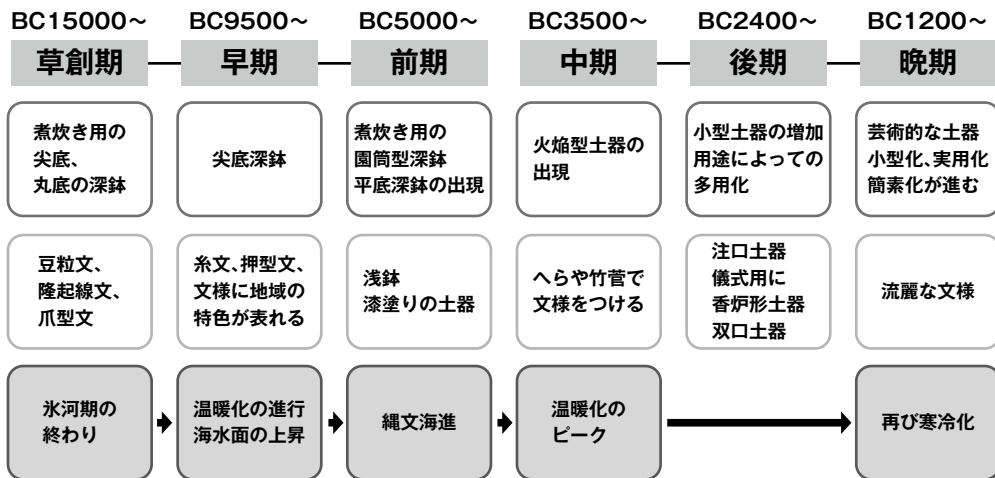 BC15000～
BC9500～
BC5000～
BC3500～
BC2400～
BC1200～
草創期
早期
前期
中期
後期
晩期
煮炊き用の
尖底、
丸底の深鉢
尖底深鉢
煮炊き用の
園筒型深鉢
平底深鉢の出現
火焔型土器の
出現
小型土器の増加
用途によっての
多用化
芸術的な土器
小型化、実用化
簡素化が進む
豆粒文、
隆起線文、
爪型文
糸文、押型文、
文様に地域の
特色が表れる
浅鉢
漆塗りの土器
へらや竹菅で
文様をつける
注口土器
儀式用に
香炉形土器
双口土器
流麗な文様
氷河期の
終わり
温暖化の進行
海水面の上昇
縄文海進
温暖化の
ピーク
再び寒冷化